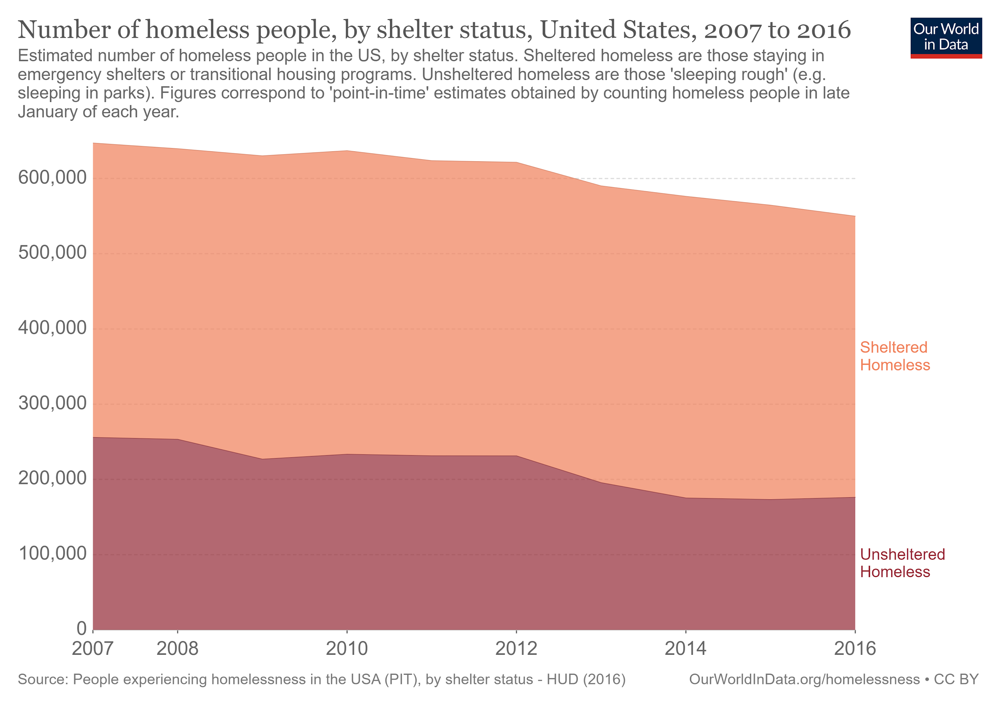 Number of homeless people, by shelter status, United States, 2007 to 2016
Our World
in Data
Estimated number of homeless people in the US, by shelter status. Sheltered homeless are those staying in
emergency shelters or transitional housing programs. Unsheltered homeless are those 'sleeping rough' (e.g.
sleeping in parks). Figures correspond to 'point-in-time' estimates obtained by counting homeless people in late
January of each year.
600,000
500,000
400,000
300,000
200,000
100,000
0
Sheltered
Homeless
Unsheltered
Homeless
2007 2008 2010 2012 2014 2016
Source: People experiencing homelessness in the USA (PIT), by shelter status - HUD (2016)
OurWorldInData.org/homelessness • CC BY